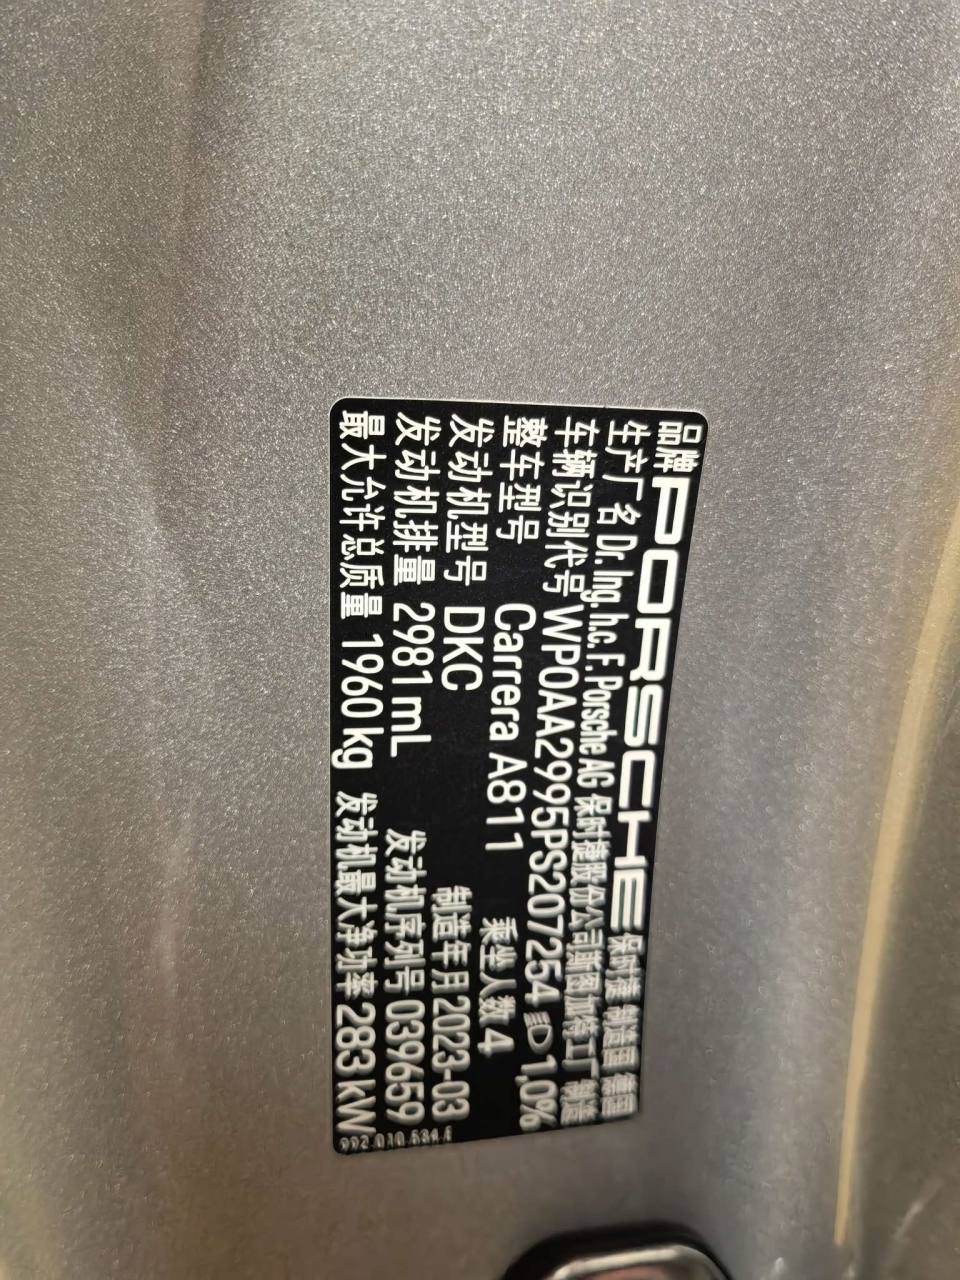 品牌 PORSCHE 保时捷 制造国 德国
生产厂名 Dr. Ing. h.c. F. Porsche AG 保时捷股份公司斯图加特工厂 制造
车辆识别代号 WP0AA2995PS207254 1,0%
整车型号 Carrera A811 乘坐人数 4
发动机型号 DKC 制造年月 2023-03
发动机排量 2981 mL 发动机序列号 039659
最大允许总质量 1960 kg 发动机最大净功率 283 kW
992.010.534.E